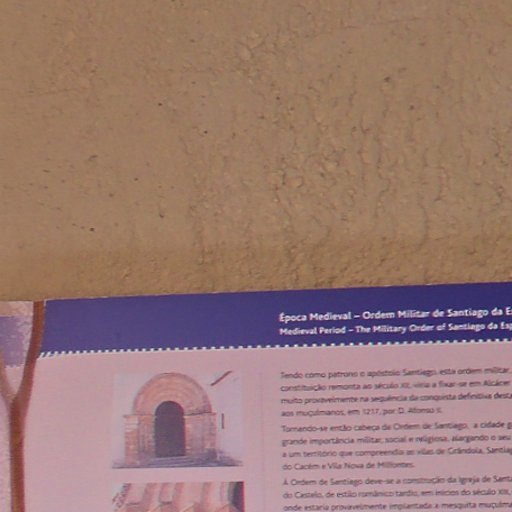 Época Medieval – Ordem Militar de Santiago da
Medieval Period – The Military Order of Santiago da
Tendo como patrono o apóstolo Santiago, esta ordem militar,
constituição remonta ao século XII, viria a fixar-se em Alcácer
muito provavelmente na sequência da conquista definitiva
aos muçulmanos, em 1217, por D. Afonso II.
Tornando-se então cabeça da Ordem de Santiago, a cidade
grande importância militar, social e religiosa, alargando o seu
a um território que compreendia as vilas de Grândola,
do Cacém e Vila Nova de Milfontes.
À Ordem de Santiago deve-se a construção da Igreja de
do Castelo, de estilo românico tardio, em inícios do século XIII,
onde estaria provavelmente implantada a mesquita